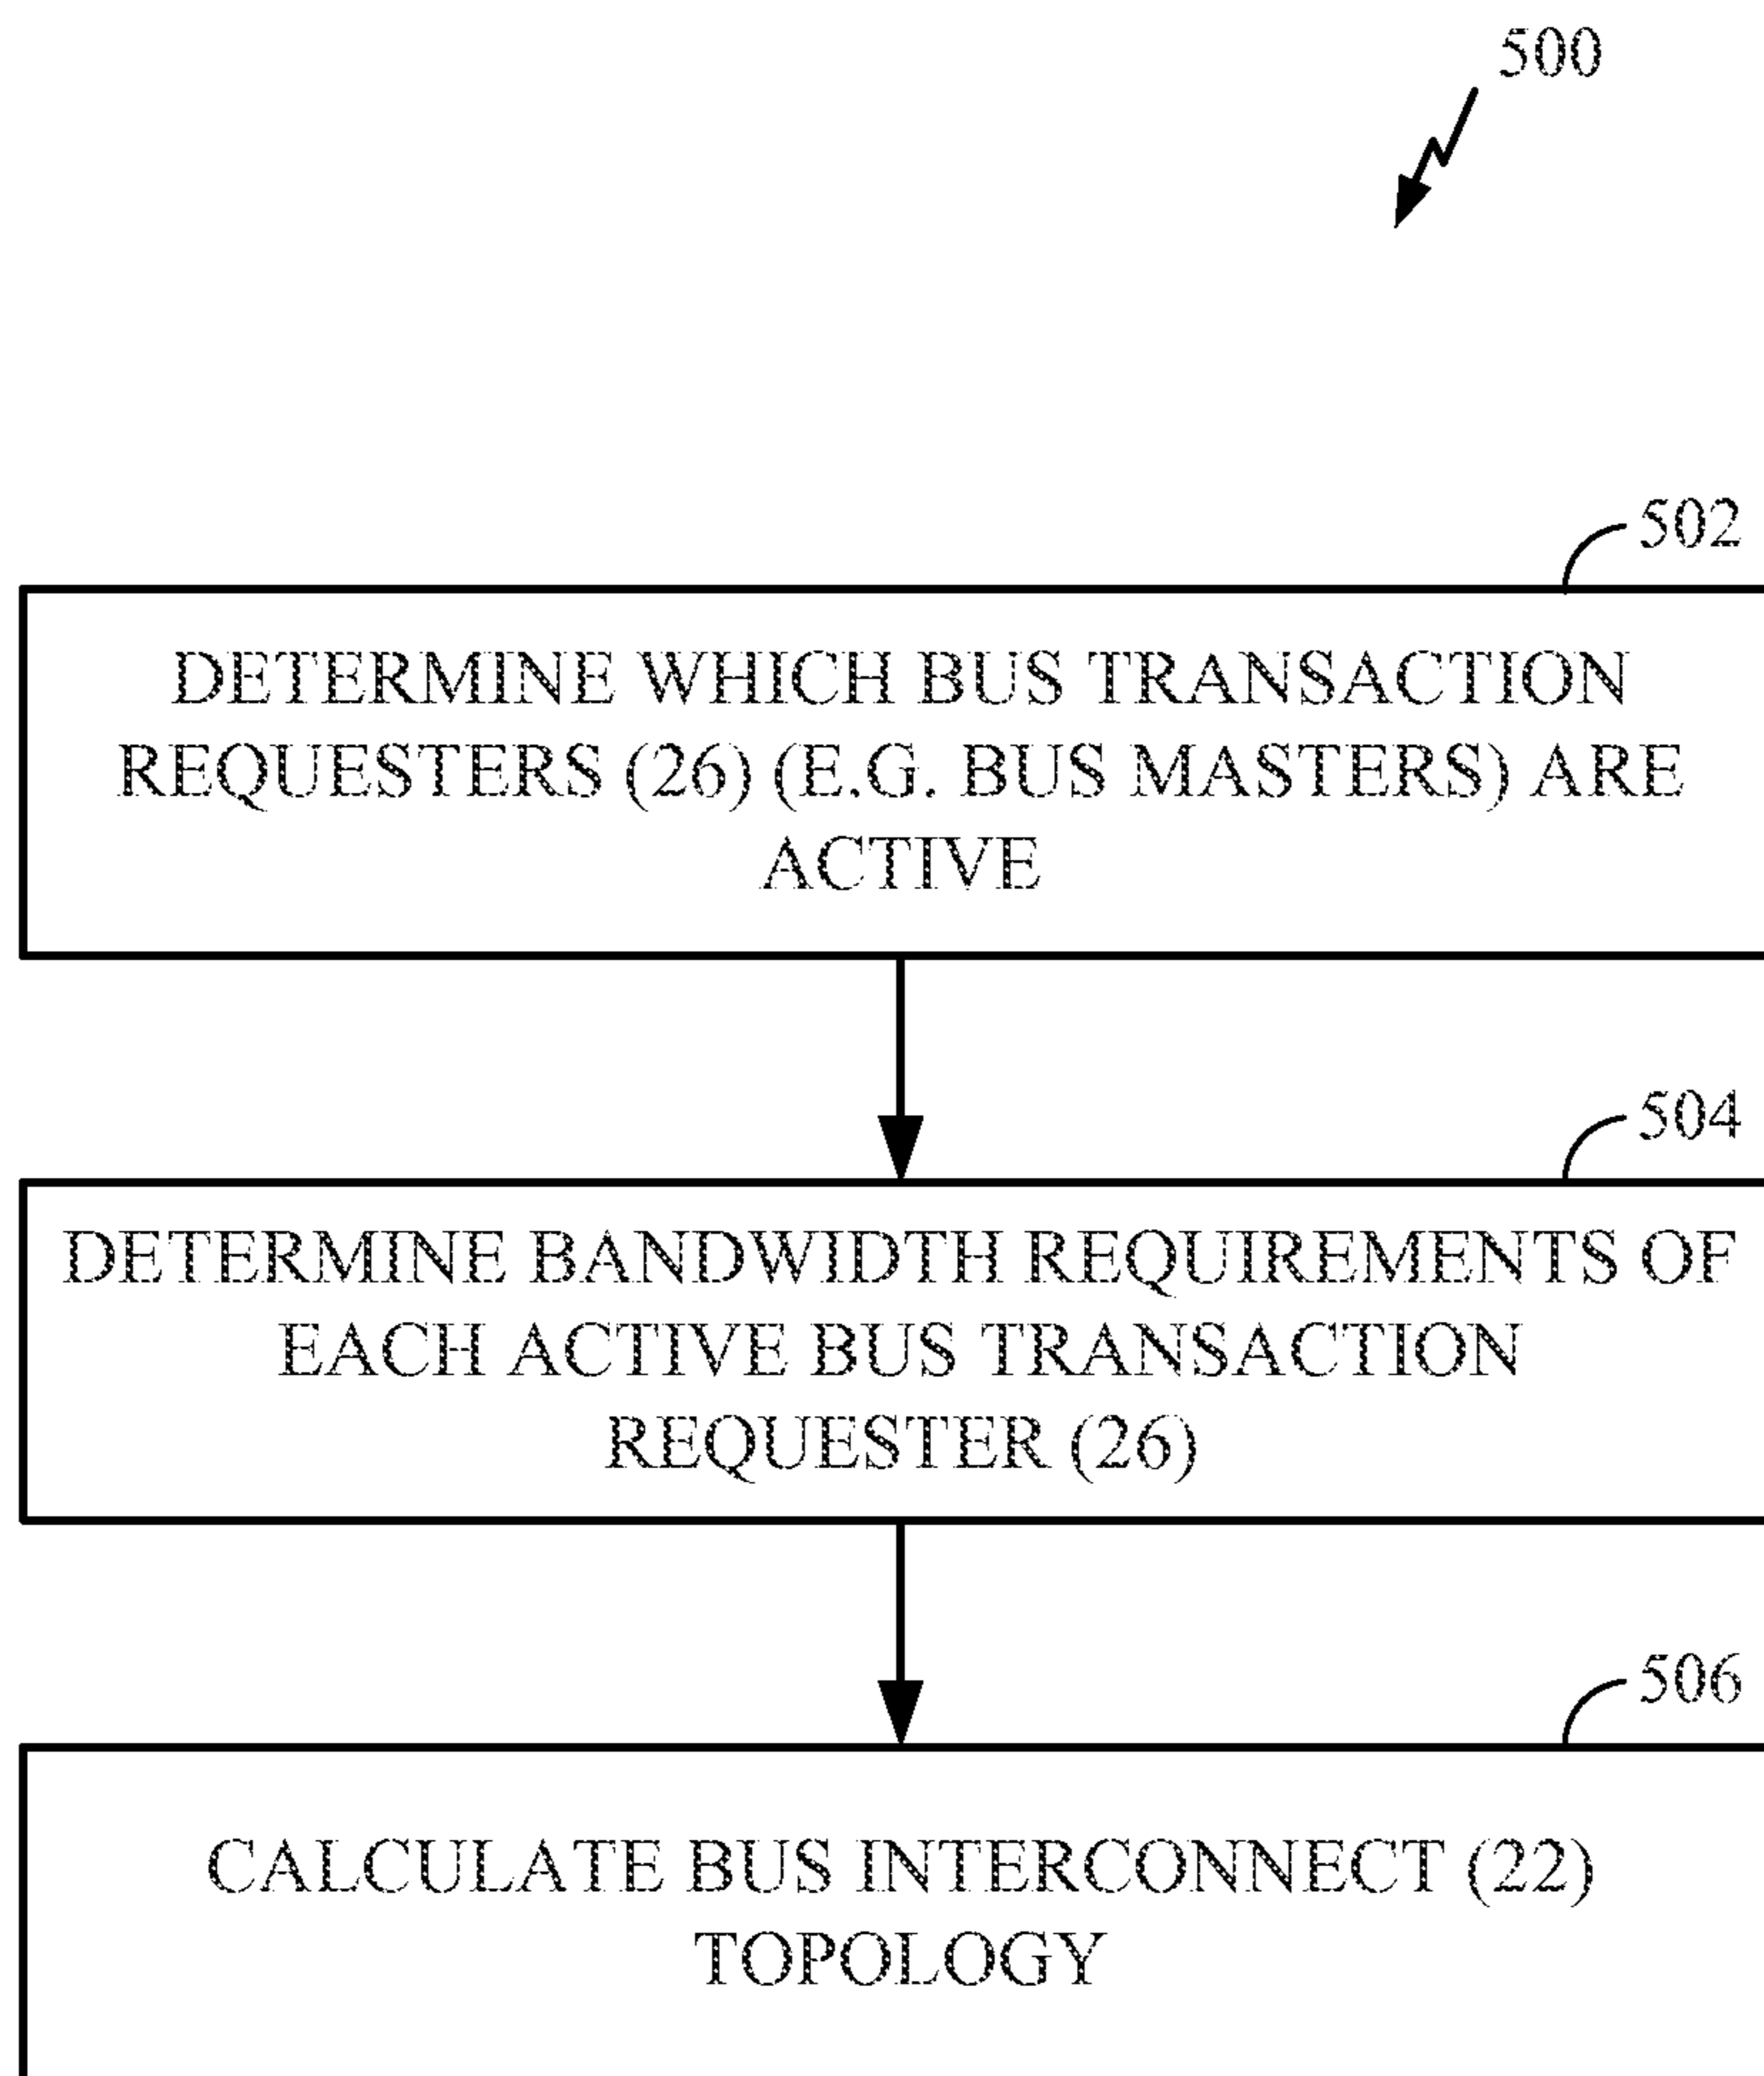 500
502
DETERMINE WHICH BUS TRANSACTION
REQUESTERS (26) (E.G. BUS MASTERS) ARE
ACTIVE
504
DETERMINE BANDWIDTH REQUIREMENTS OF
EACH ACTIVE BUS TRANSACTION
REQUESTER (26)
506
CALCULATE BUS INTERCONNECT (22)
TOPOLOGY